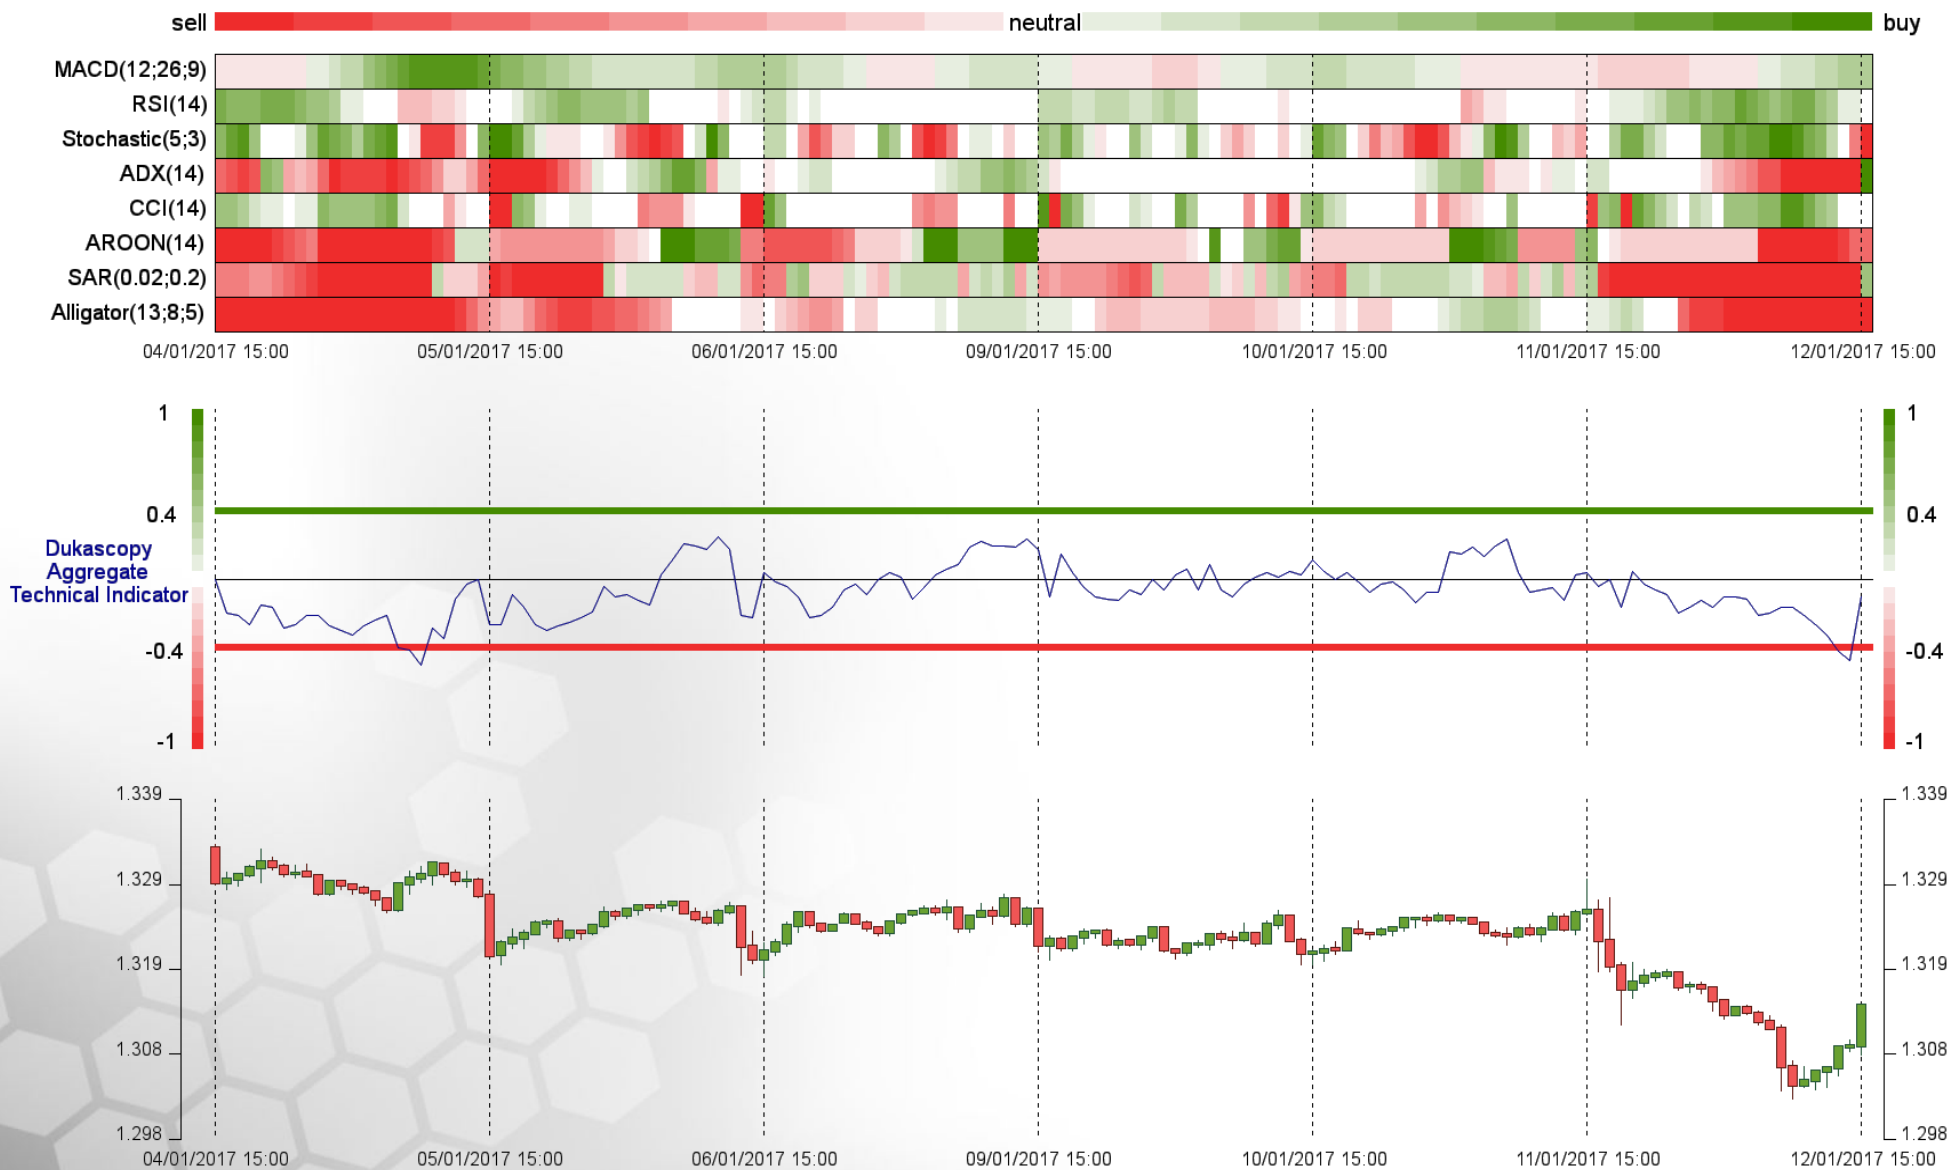 sell neutral buy
MACD(12;26;9)
RSI(14)
Stochastic(5;3)
ADX(14)
CCI(14)
AROON(14)
SAR(0.02;0.2)
Alligator(13;8;5)
04/01/2017 15:00 05/01/2017 15:00 06/01/2017 15:00 09/01/2017 15:00 10/01/2017 15:00 11/01/2017 15:00 12/01/2017 15:00
1 1
0.4 0.4
Dukascopy
Aggregate
Technical Indicator
-0.4 -0.4
-1 -1
1.339 1.339
1.329 1.329
1.319 1.319
1.308 1.308
1.298 1.298
04/01/2017 15:00 05/01/2017 15:00 06/01/2017 15:00 09/01/2017 15:00 10/01/2017 15:00 11/01/2017 15:00 12/01/2017 15:00